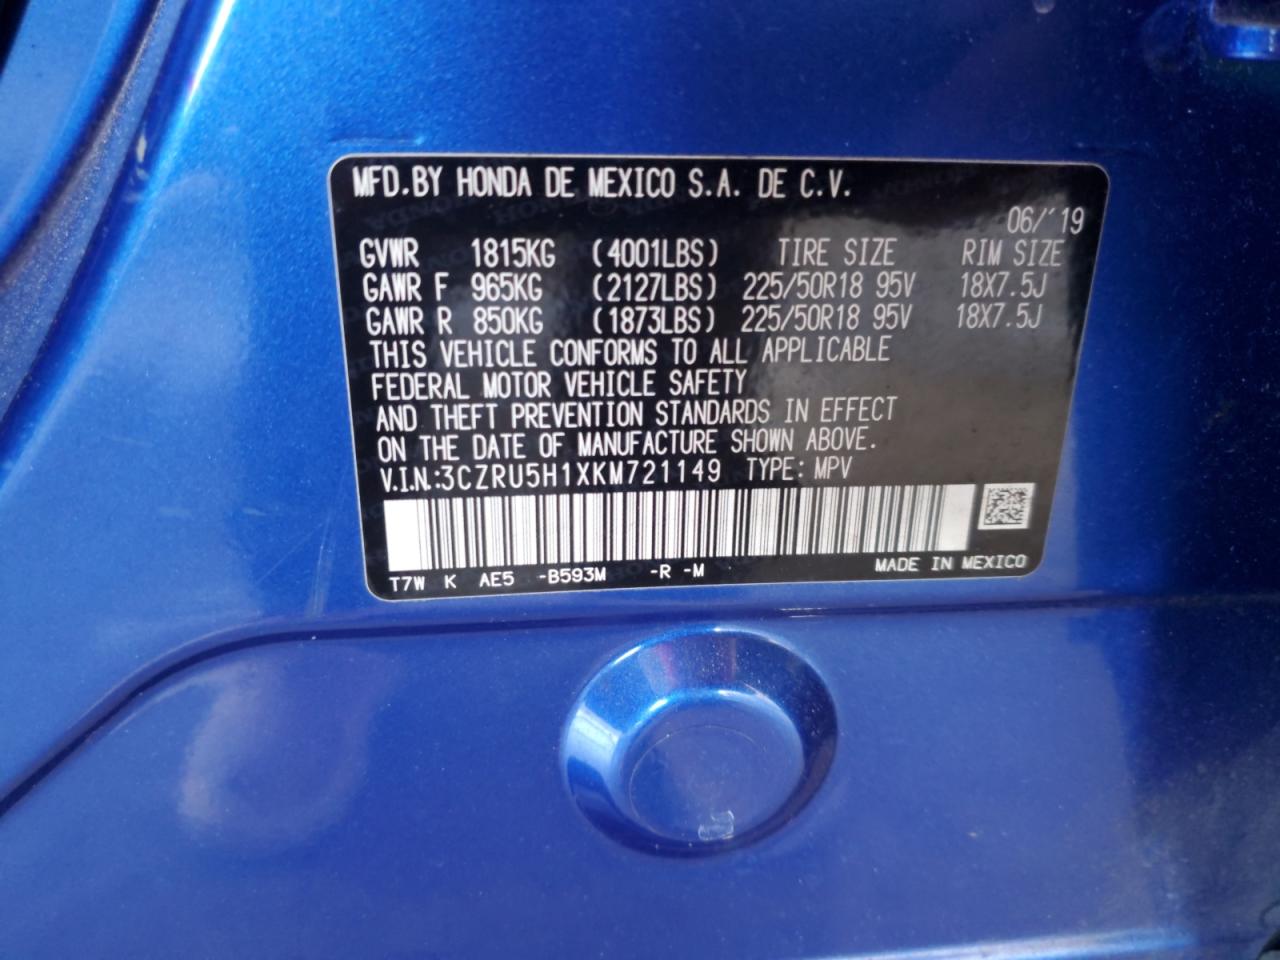 MFD.BY HONDA DE MEXICO S.A. DE C.V.
06/'19
GVWR 1815KG (4001LBS) TIRE SIZE RIM SIZE
GAWR F 965KG (2127LBS) 225/50R18 95V 18X7.5J
GAWR R 850KG (1873LBS) 225/50R18 95V 18X7.5J
THIS VEHICLE CONFORMS TO ALL APPLICABLE
FEDERAL MOTOR VEHICLE SAFETY
AND THEFT PREVENTION STANDARDS IN EFFECT
ON THE DATE OF MANUFACTURE SHOWN ABOVE.
V.I.N.:3CZRU5H1XKM721149 TYPE: MPV
T7W K AE5 -B593M -R -M MADE IN MEXICO